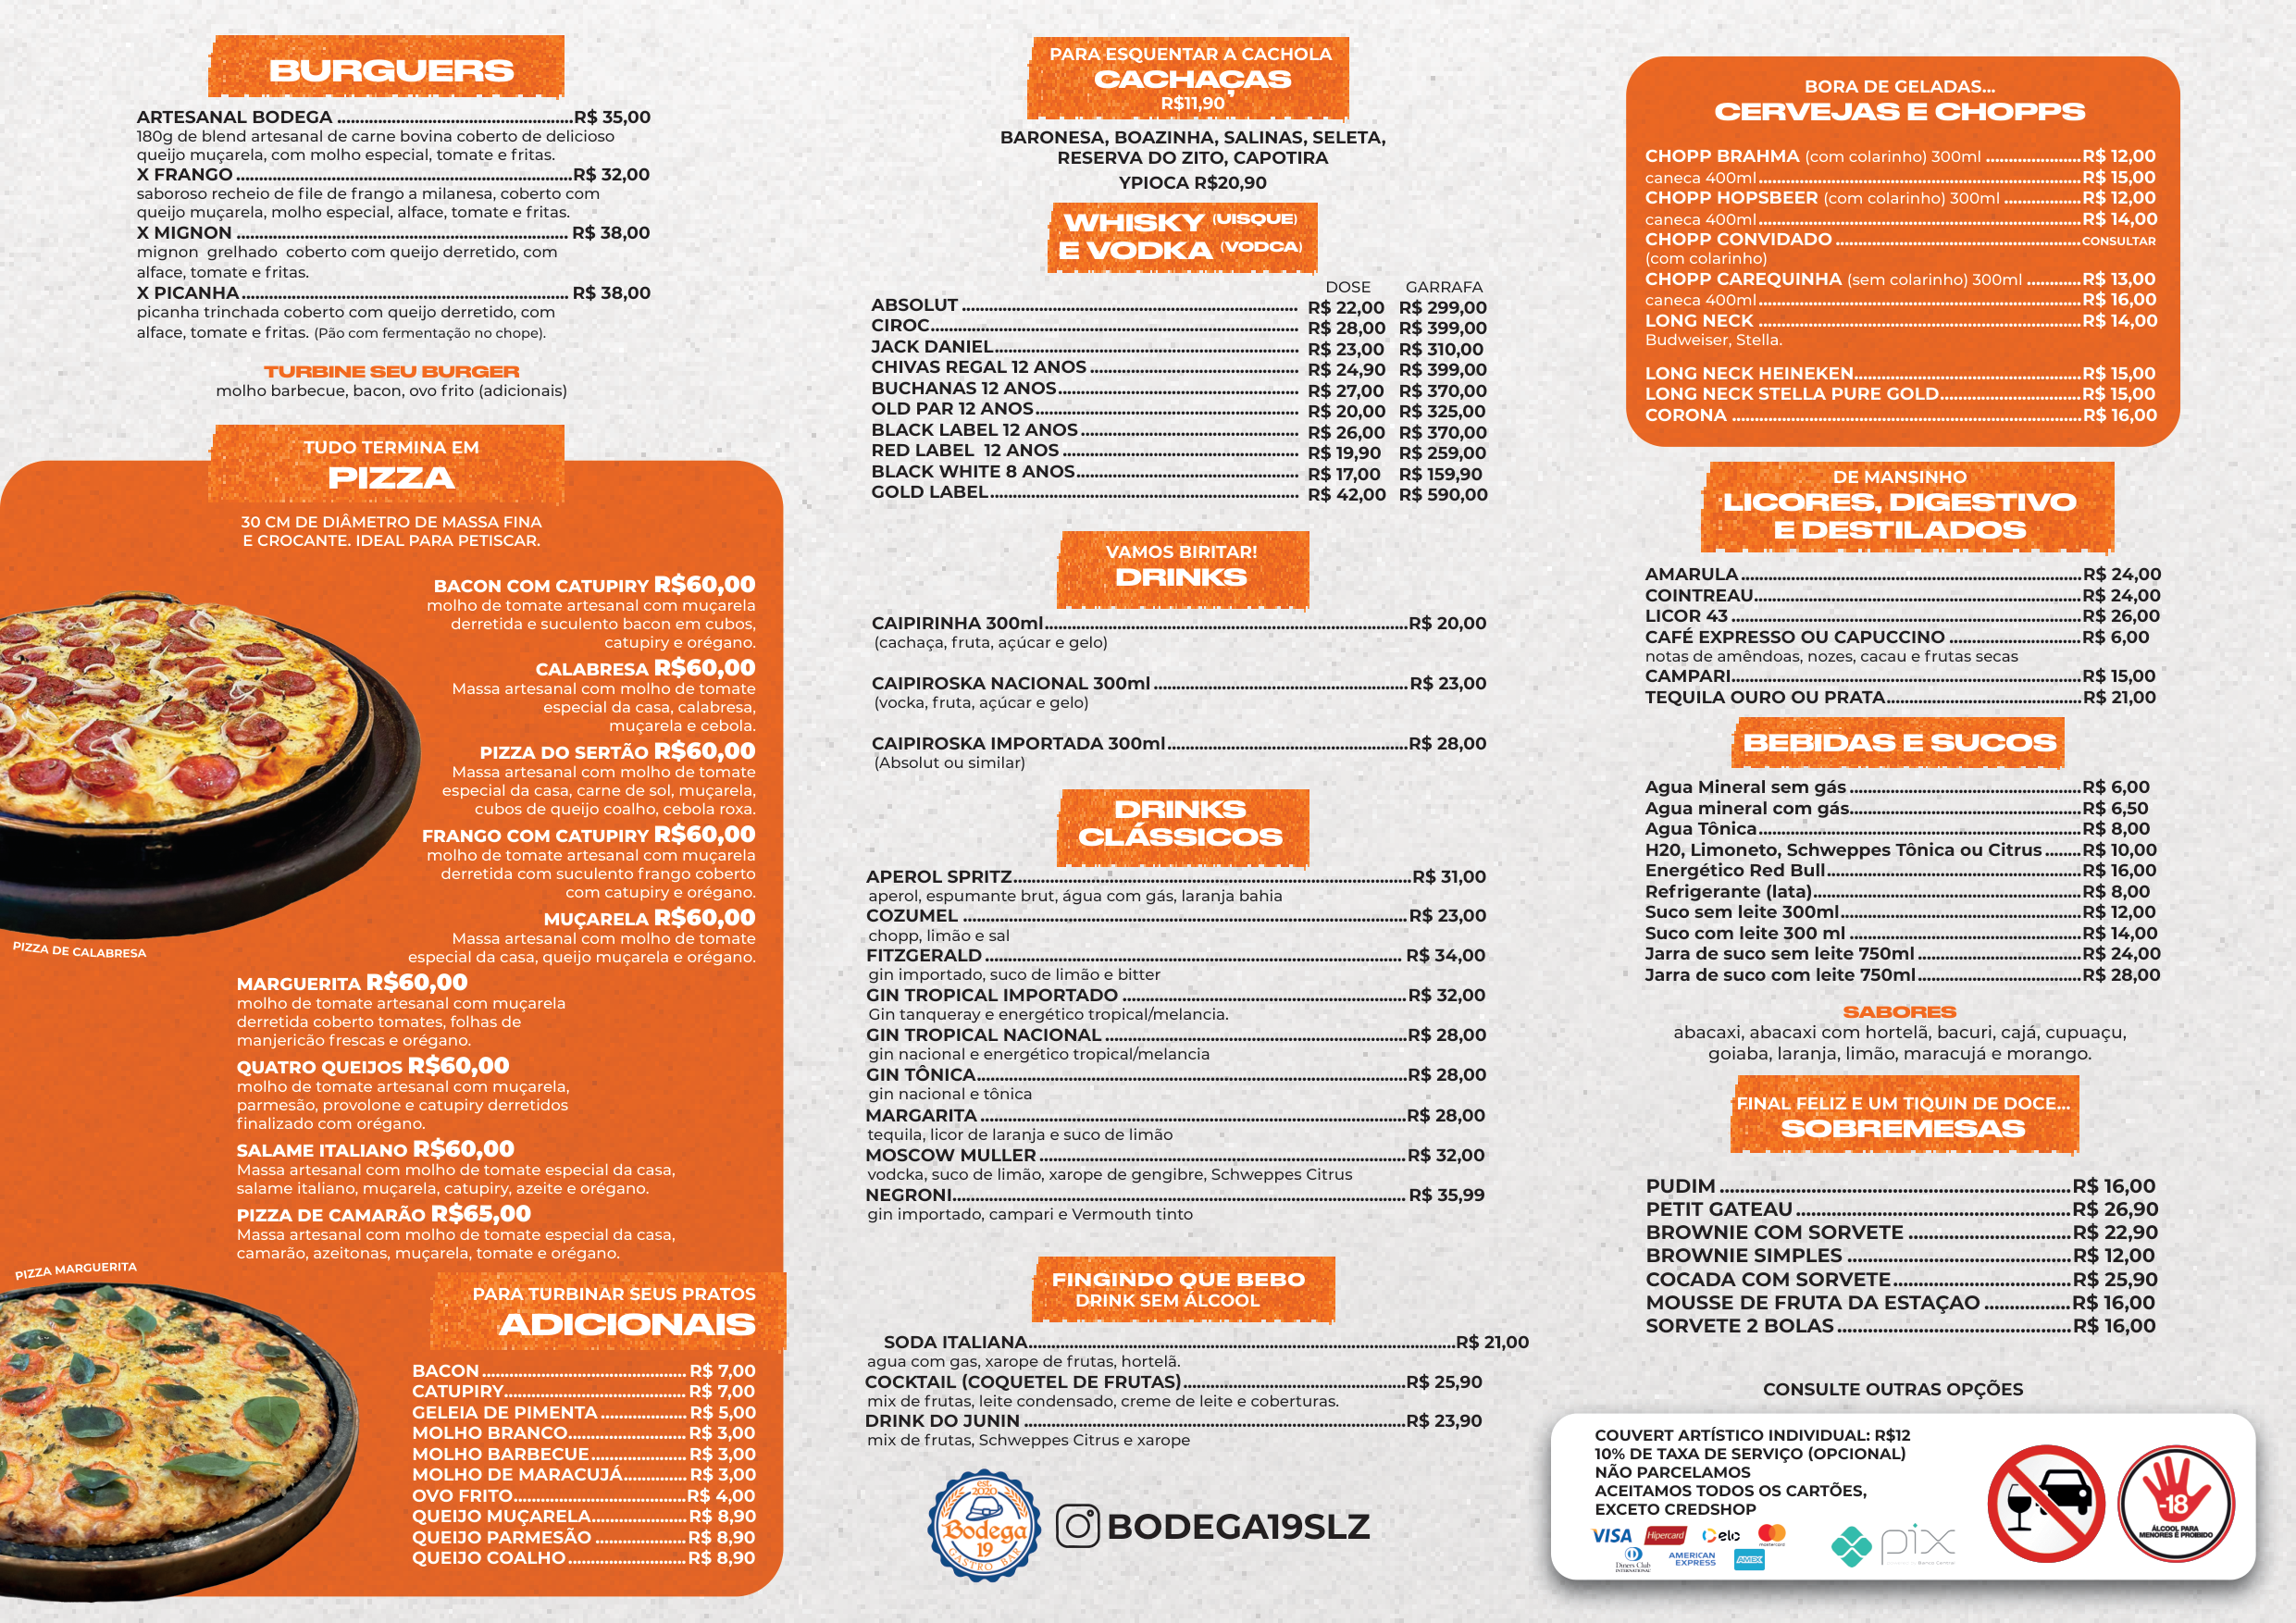 BURGUERS
ARTESANAL BODEGA ....................................................R$ 35,00
180g de blend artesanal de carne bovina coberto de delicioso
queijo muçarela, com molho especial, tomate e fritas.
X FRANGO ..........................................................................R$ 32,00
saboroso recheio de file de frango a milanesa, coberto com
queijo muçarela, molho especial, alface, tomate e fritas.
X MIGNON ......................................................................... R$ 38,00
mignon grelhado coberto com queijo derretido, com
alface, tomate e fritas.
X PICANHA........................................................................ R$ 38,00
picanha trinchada coberto com queijo derretido, com
alface, tomate e fritas. (Pão com fermentação no chope).
TURBINE SEU BURGER
molho barbecue, bacon, ovo frito (adicionais)
TUDO TERMINA EM
PIZZA
30 CM DE DIÂMETRO DE MASSA FINA
E CROCANTE. IDEAL PARA PETISCAR.
BACON COM CATUPIRY R$60,00
molho de tomate artesanal com muçarela
derretida e suculento bacon em cubos,
catupiry e orégano.
CALABRESA R$60,00
Massa artesanal com molho de tomate
especial da casa, calabresa,
muçarela e cebola.
PIZZA DO SERTÃO R$60,00
Massa artesanal com molho de tomate
especial da casa, carne de sol, muçarela,
cubos de queijo coalho, cebola roxa.
FRANGO COM CATUPIRY R$60,00
molho de tomate artesanal com muçarela
derretida com suculento frango coberto
com catupiry e orégano.
MUÇARELA R$60,00
Massa artesanal com molho de tomate
especial da casa, queijo muçarela e orégano.
PIZZA DE CALABRESA
MARGUERITA R$60,00
molho de tomate artesanal com muçarela
derretida coberto tomates, folhas de
manjericão frescas e orégano.
QUATRO QUEIJOS R$60,00
molho de tomate artesanal com muçarela,
parmesão, provolone e catupiry derretidos
finalizado com orégano.
SALAME ITALIANO R$60,00
Massa artesanal com molho de tomate especial da casa,
salame italiano, muçarela, catupiry, azeite e orégano.
PIZZA DE CAMARÃO R$65,00
Massa artesanal com molho de tomate especial da casa,
camarão, azeitonas, muçarela, tomate e orégano.
PIZZA MARGUERITA
PARA TURBINAR SEUS PRATOS
ADICIONAIS
BACON............................................. R$ 7,00
CATUPIRY........................................ R$ 7,00
GELEIA DE PIMENTA ................... R$ 5,00
MOLHO BRANCO.......................... R$ 3,00
MOLHO BARBECUE..................... R$ 3,00
MOLHO DE MARACUJÁ.............. R$ 3,00
OVO FRITO......................................R$ 4,00
QUEIJO MUÇARELA.....................R$ 8,90
QUEIJO PARMESÃO .................... R$ 8,90
QUEIJO COALHO .......................... R$ 8,90
PARA ESQUENTAR A CACHOLA
CACHAÇAS
R$11,90
BARONESA, BOAZINHA, SALINAS, SELETA,
RESERVA DO ZITO, CAPOTIRA
YPIOCA R$20,90
WHISKY (UISQUE)
E VODKA (VODCA)
DOSE GARRAFA
ABSOLUT .......................................................................... R$ 22,00 R$ 299,00
CIROC................................................................................. R$ 28,00 R$ 399,00
JACK DANIEL................................................................... R$ 23,00 R$ 310,00
CHIVAS REGAL 12 ANOS .............................................. R$ 24,90 R$ 399,00
BUCHANAS 12 ANOS..................................................... R$ 27,00 R$ 370,00
OLD PAR 12 ANOS.......................................................... R$ 20,00 R$ 325,00
BLACK LABEL 12 ANOS ................................................ R$ 26,00 R$ 370,00
RED LABEL 12 ANOS .................................................... R$ 19,90 R$ 259,00
BLACK WHITE 8 ANOS................................................. R$ 17,00 R$ 159,90
GOLD LABEL.................................................................... R$ 42,00 R$ 590,00
VAMOS BIRITAR!
DRINKS
CAIPIRINHA 300ml................................................................................R$ 20,00
(cachaça, fruta, açúcar e gelo)
CAIPIROSKA NACIONAL 300ml ........................................................R$ 23,00
(vocka, fruta, açúcar e gelo)
CAIPIROSKA IMPORTADA 300ml.....................................................R$ 28,00
(Absolut ou similar)
DRINKS
CLÁSSICOS
APEROL SPRITZ........................................................................................R$ 31,00
aperol, espumante brut, água com gás, laranja bahia
COZUMEL ..................................................................................................R$ 23,00
chopp, limão e sal
FITZGERALD ............................................................................................ R$ 34,00
gin importado, suco de limão e bitter
GIN TROPICAL IMPORTADO ..............................................................R$ 32,00
Gin tanqueray e energético tropical/melancia.
GIN TROPICAL NACIONAL ..................................................................R$ 28,00
gin nacional e energético tropical/melancia
GIN TÔNICA...............................................................................................R$ 28,00
gin nacional e tônica
MARGARITA ..............................................................................................R$ 28,00
tequila, licor de laranja e suco de limão
MOSCOW MULLER .................................................................................R$ 32,00
vodcka, suco de limão, xarope de gengibre, Schweppes Citrus
NEGRONI.................................................................................................... R$ 35,99
gin importado, campari e Vermouth tinto
FINGINDO QUE BEBO
DRINK SEM ÁLCOOL
SODA ITALIANA..............................................................................................R$ 21,00
agua com gas, xarope de frutas, hortelã.
COCKTAIL (COQUETEL DE FRUTAS).................................................R$ 25,90
mix de frutas, leite condensado, creme de leite e coberturas.
DRINK DO JUNIN ....................................................................................R$ 23,90
mix de frutas, Schweppes Citrus e xarope
est.
2020
Bodega
19
GASTRO BAR
BODEGA19SLZ
BORA DE GELADAS...
CERVEJAS E CHOPPS
CHOPP BRAHMA (com colarinho) 300ml .....................R$ 12,00
caneca 400ml.......................................................................R$ 15,00
CHOPP HOPSBEER (com colarinho) 300ml .................R$ 12,00
caneca 400ml.......................................................................R$ 14,00
CHOPP CONVIDADO ......................................................CONSULTAR
(com colarinho)
CHOPP CAREQUINHA (sem colarinho) 300ml ............R$ 13,00
caneca 400ml.......................................................................R$ 16,00
LONG NECK .......................................................................R$ 14,00
Budweiser, Stella.
LONG NECK HEINEKEN..................................................R$ 15,00
LONG NECK STELLA PURE GOLD...............................R$ 15,00
CORONA .............................................................................R$ 16,00
DE MANSINHO
LICORES, DIGESTIVO
E DESTILADOS
AMARULA...........................................................................R$ 24,00
COINTREAU........................................................................R$ 24,00
LICOR 43 .............................................................................R$ 26,00
CAFÉ EXPRESSO OU CAPUCCINO .............................R$ 6,00
notas de amêndoas, nozes, cacau e frutas secas
CAMPARI.............................................................................R$ 15,00
TEQUILA OURO OU PRATA...........................................R$ 21,00
BEBIDAS E SUCOS
Agua Mineral sem gás ...................................................R$ 6,00
Agua mineral com gás...................................................R$ 6,50
Agua Tônica.......................................................................R$ 8,00
H20, Limoneto, Schweppes Tônica ou Citrus ........R$ 10,00
Energético Red Bull........................................................R$ 16,00
Refrigerante (lata)...........................................................R$ 8,00
Suco sem leite 300ml.....................................................R$ 12,00
Suco com leite 300 ml ...................................................R$ 14,00
Jarra de suco sem leite 750ml ....................................R$ 24,00
Jarra de suco com leite 750ml....................................R$ 28,00
SABORES
abacaxi, abacaxi com hortelã, bacuri, cajá, cupuaçu,
goiaba, laranja, limão, maracujá e morango.
FINAL FELIZ E UM TIQUIN DE DOCE...
SOBREMESAS
PUDIM ......................................................................R$ 16,00
PETIT GATEAU.......................................................R$ 26,90
BROWNIE COM SORVETE ................................R$ 22,90
BROWNIE SIMPLES .............................................R$ 12,00
COCADA COM SORVETE...................................R$ 25,90
MOUSSE DE FRUTA DA ESTAÇAO .................R$ 16,00
SORVETE 2 BOLAS ...............................................R$ 16,00
CONSULTE OUTRAS OPÇÕES
COUVERT ARTÍSTICO INDIVIDUAL: R$12
10% DE TAXA DE SERVIÇO (OPCIONAL)
NÃO PARCELAMOS
ACEITAMOS TODOS OS CARTÕES,
EXCETO CREDSHOP
VISA Hipercard elo mastercard
Diners Club
INTERNATIONAL
AMERICAN
EXPRESS
AMEX
pix
Banco Central
-18
ÁLCOOL PARA
MENORES É PROIBIDO